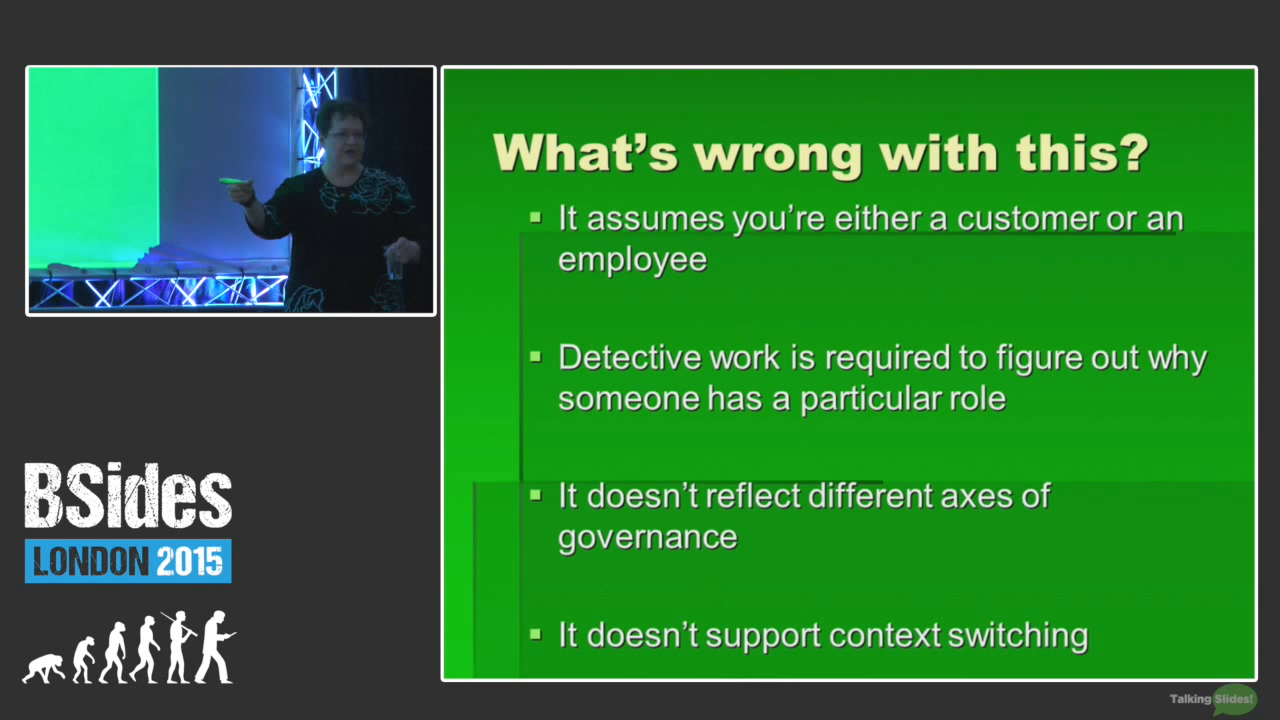 What's wrong with this?
It assumes you're either a customer or an
employee
Detective work is required to figure out why
someone has a particular role
It doesn't reflect different axes of
governance
It doesn't support context switching
BSides
LONDON 2015
Talking Slides!